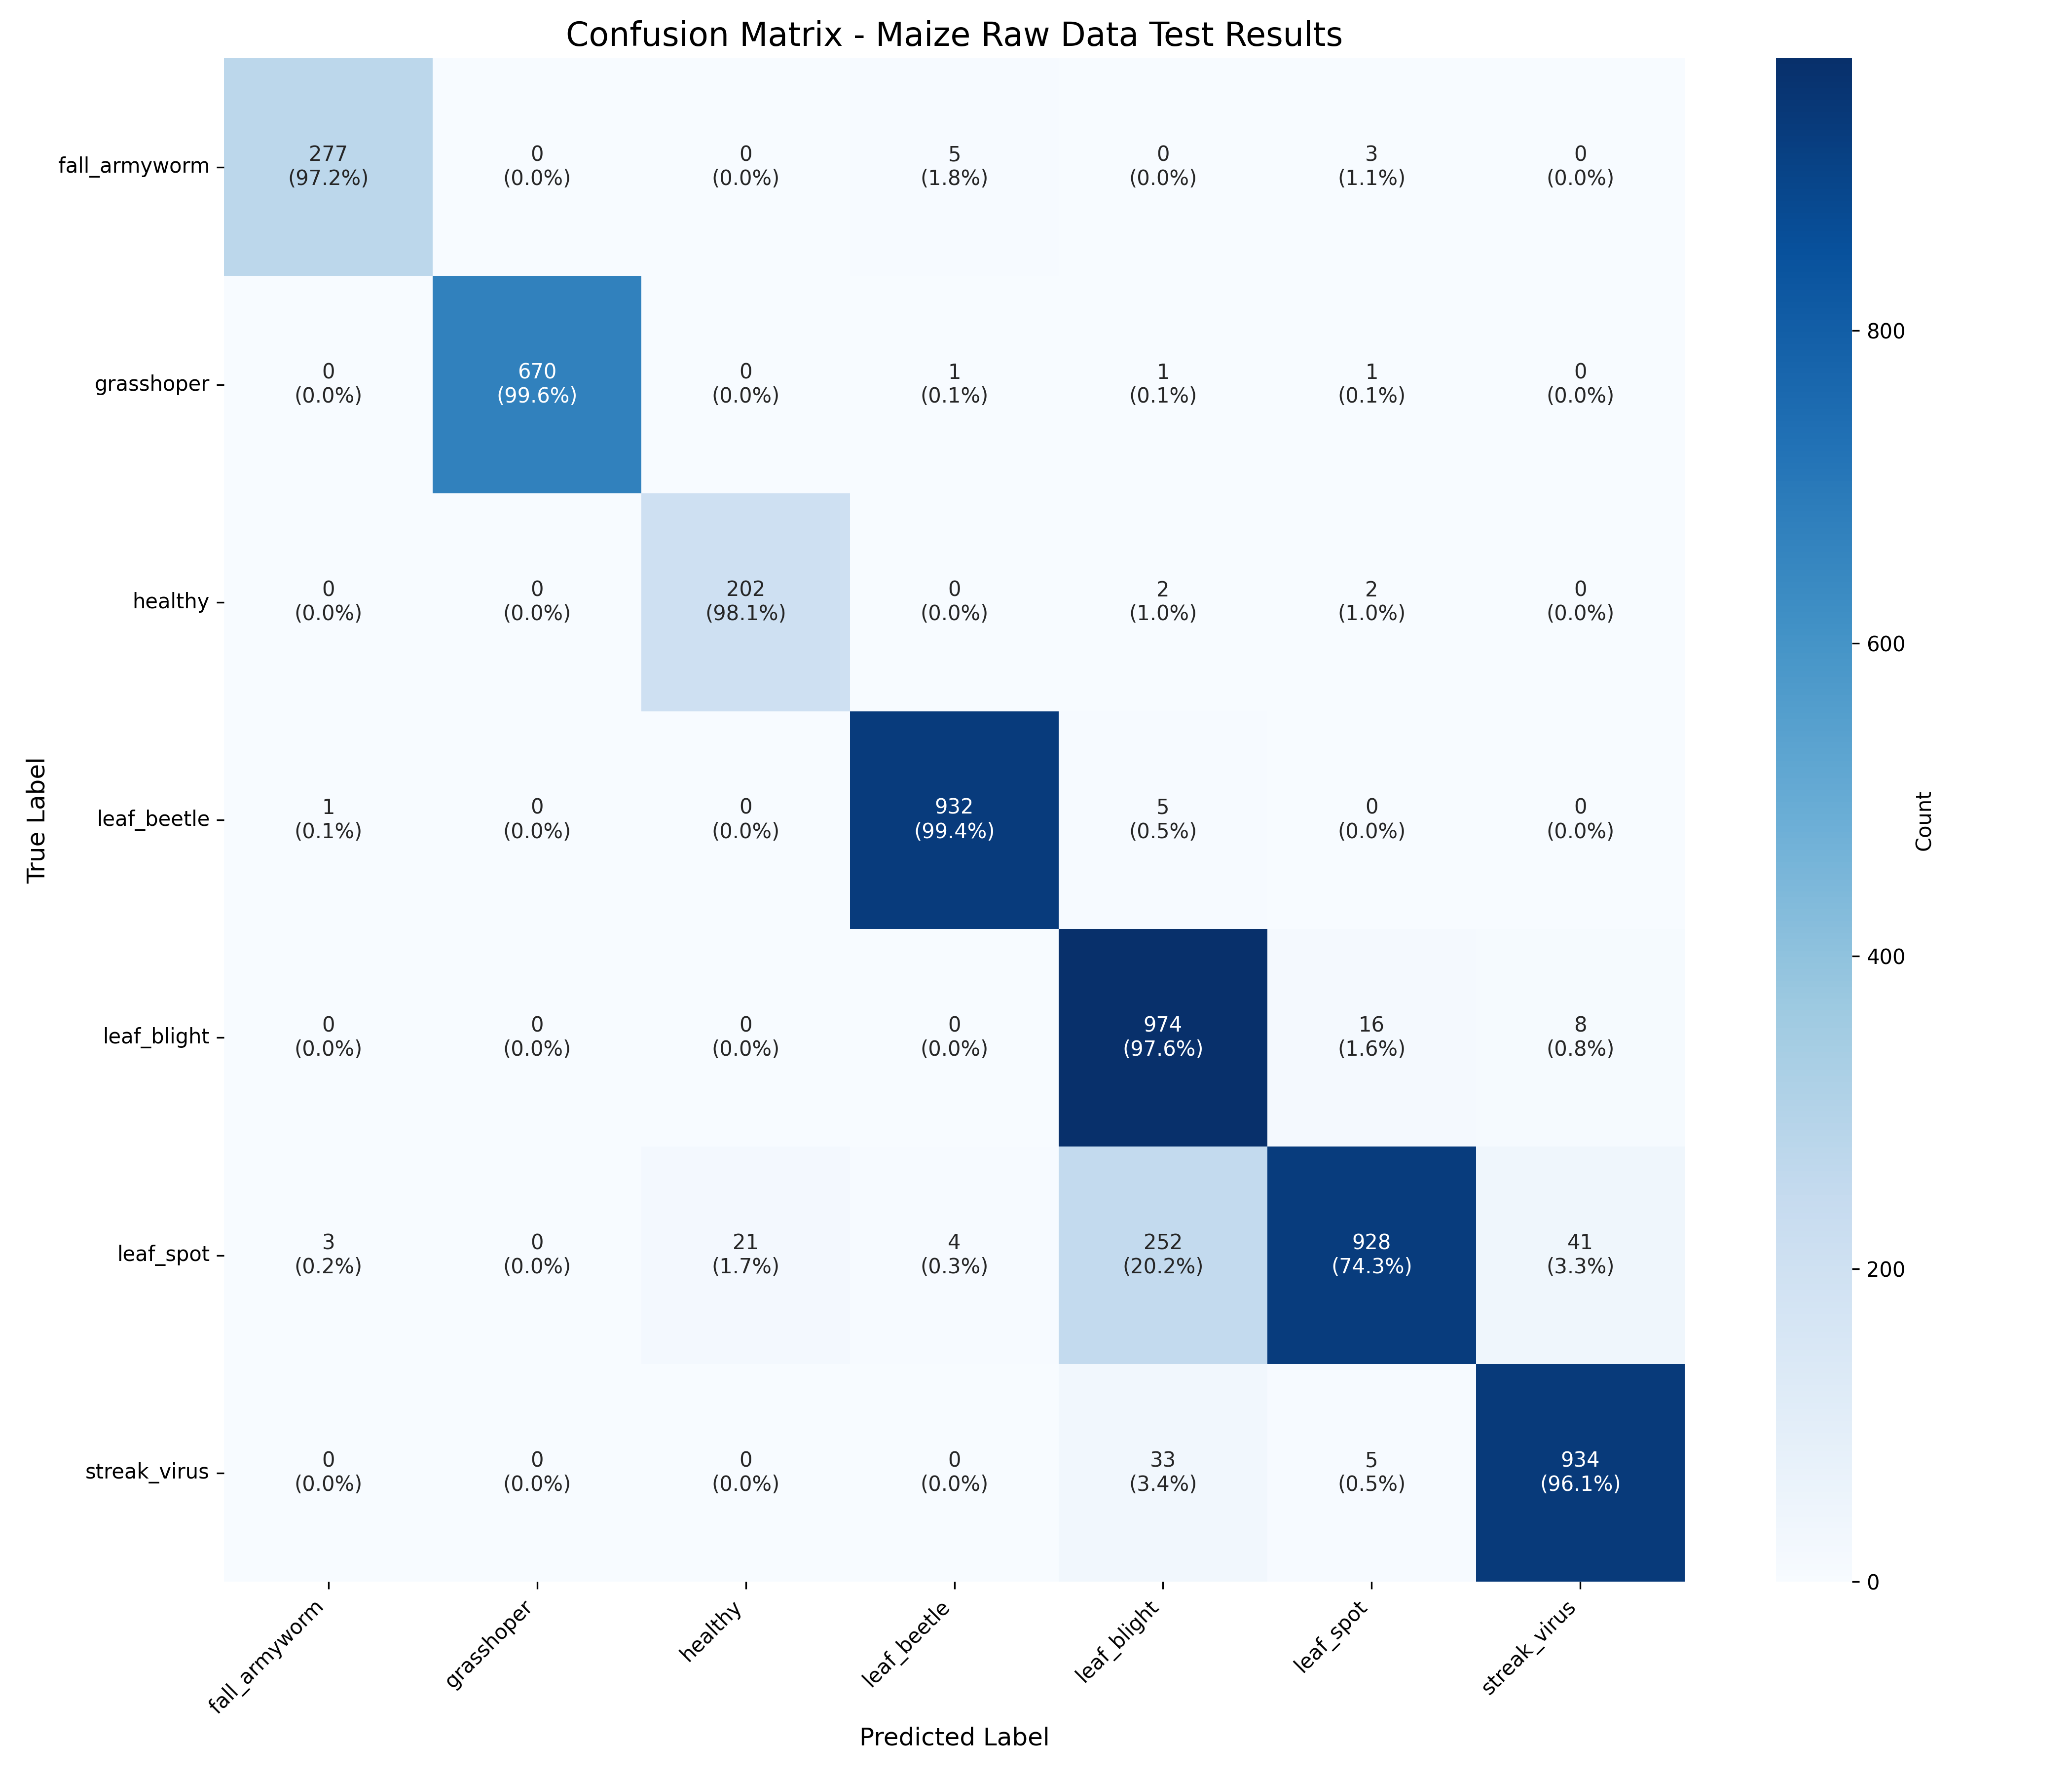 Confusion Matrix - Maize Raw Data Test Results
fall_armyworm
277 0 0 5 0 3 0
(97.2%) (0.0%) (0.0%) (1.8%) (0.0%) (1.1%) (0.0%)
grasshoper
0 670 0 1 1 1 0
(0.0%) (99.6%) (0.0%) (0.1%) (0.1%) (0.1%) (0.0%)
healthy
0 0 202 0 2 2 0
(0.0%) (0.0%) (98.1%) (0.0%) (1.0%) (1.0%) (0.0%)
leaf_beetle
1 0 0 932 5 0 0
(0.1%) (0.0%) (0.0%) (99.4%) (0.5%) (0.0%) (0.0%)
leaf_blight
0 0 0 0 974 16 8
(0.0%) (0.0%) (0.0%) (0.0%) (97.6%) (1.6%) (0.8%)
leaf_spot
3 0 21 4 252 928 41
(0.2%) (0.0%) (1.7%) (0.3%) (20.2%) (74.3%) (3.3%)
streak_virus
0 0 0 0 33 5 934
(0.0%) (0.0%) (0.0%) (0.0%) (3.4%) (0.5%) (96.1%)
True Label
fall_armyworm grasshoper healthy leaf_beetle leaf_blight leaf_spot streak_virus
Predicted Label
800
600
400
200
0
Count